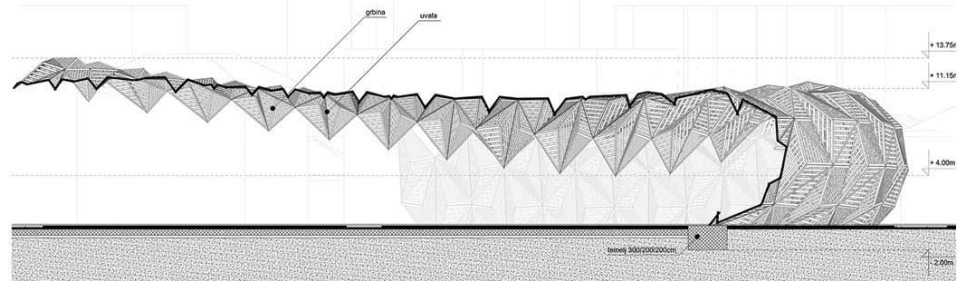 grbina
uvala
+ 13.75m
+ 11.15m
+ 4.00m
temelj 300/200/200cm
- 2.00m